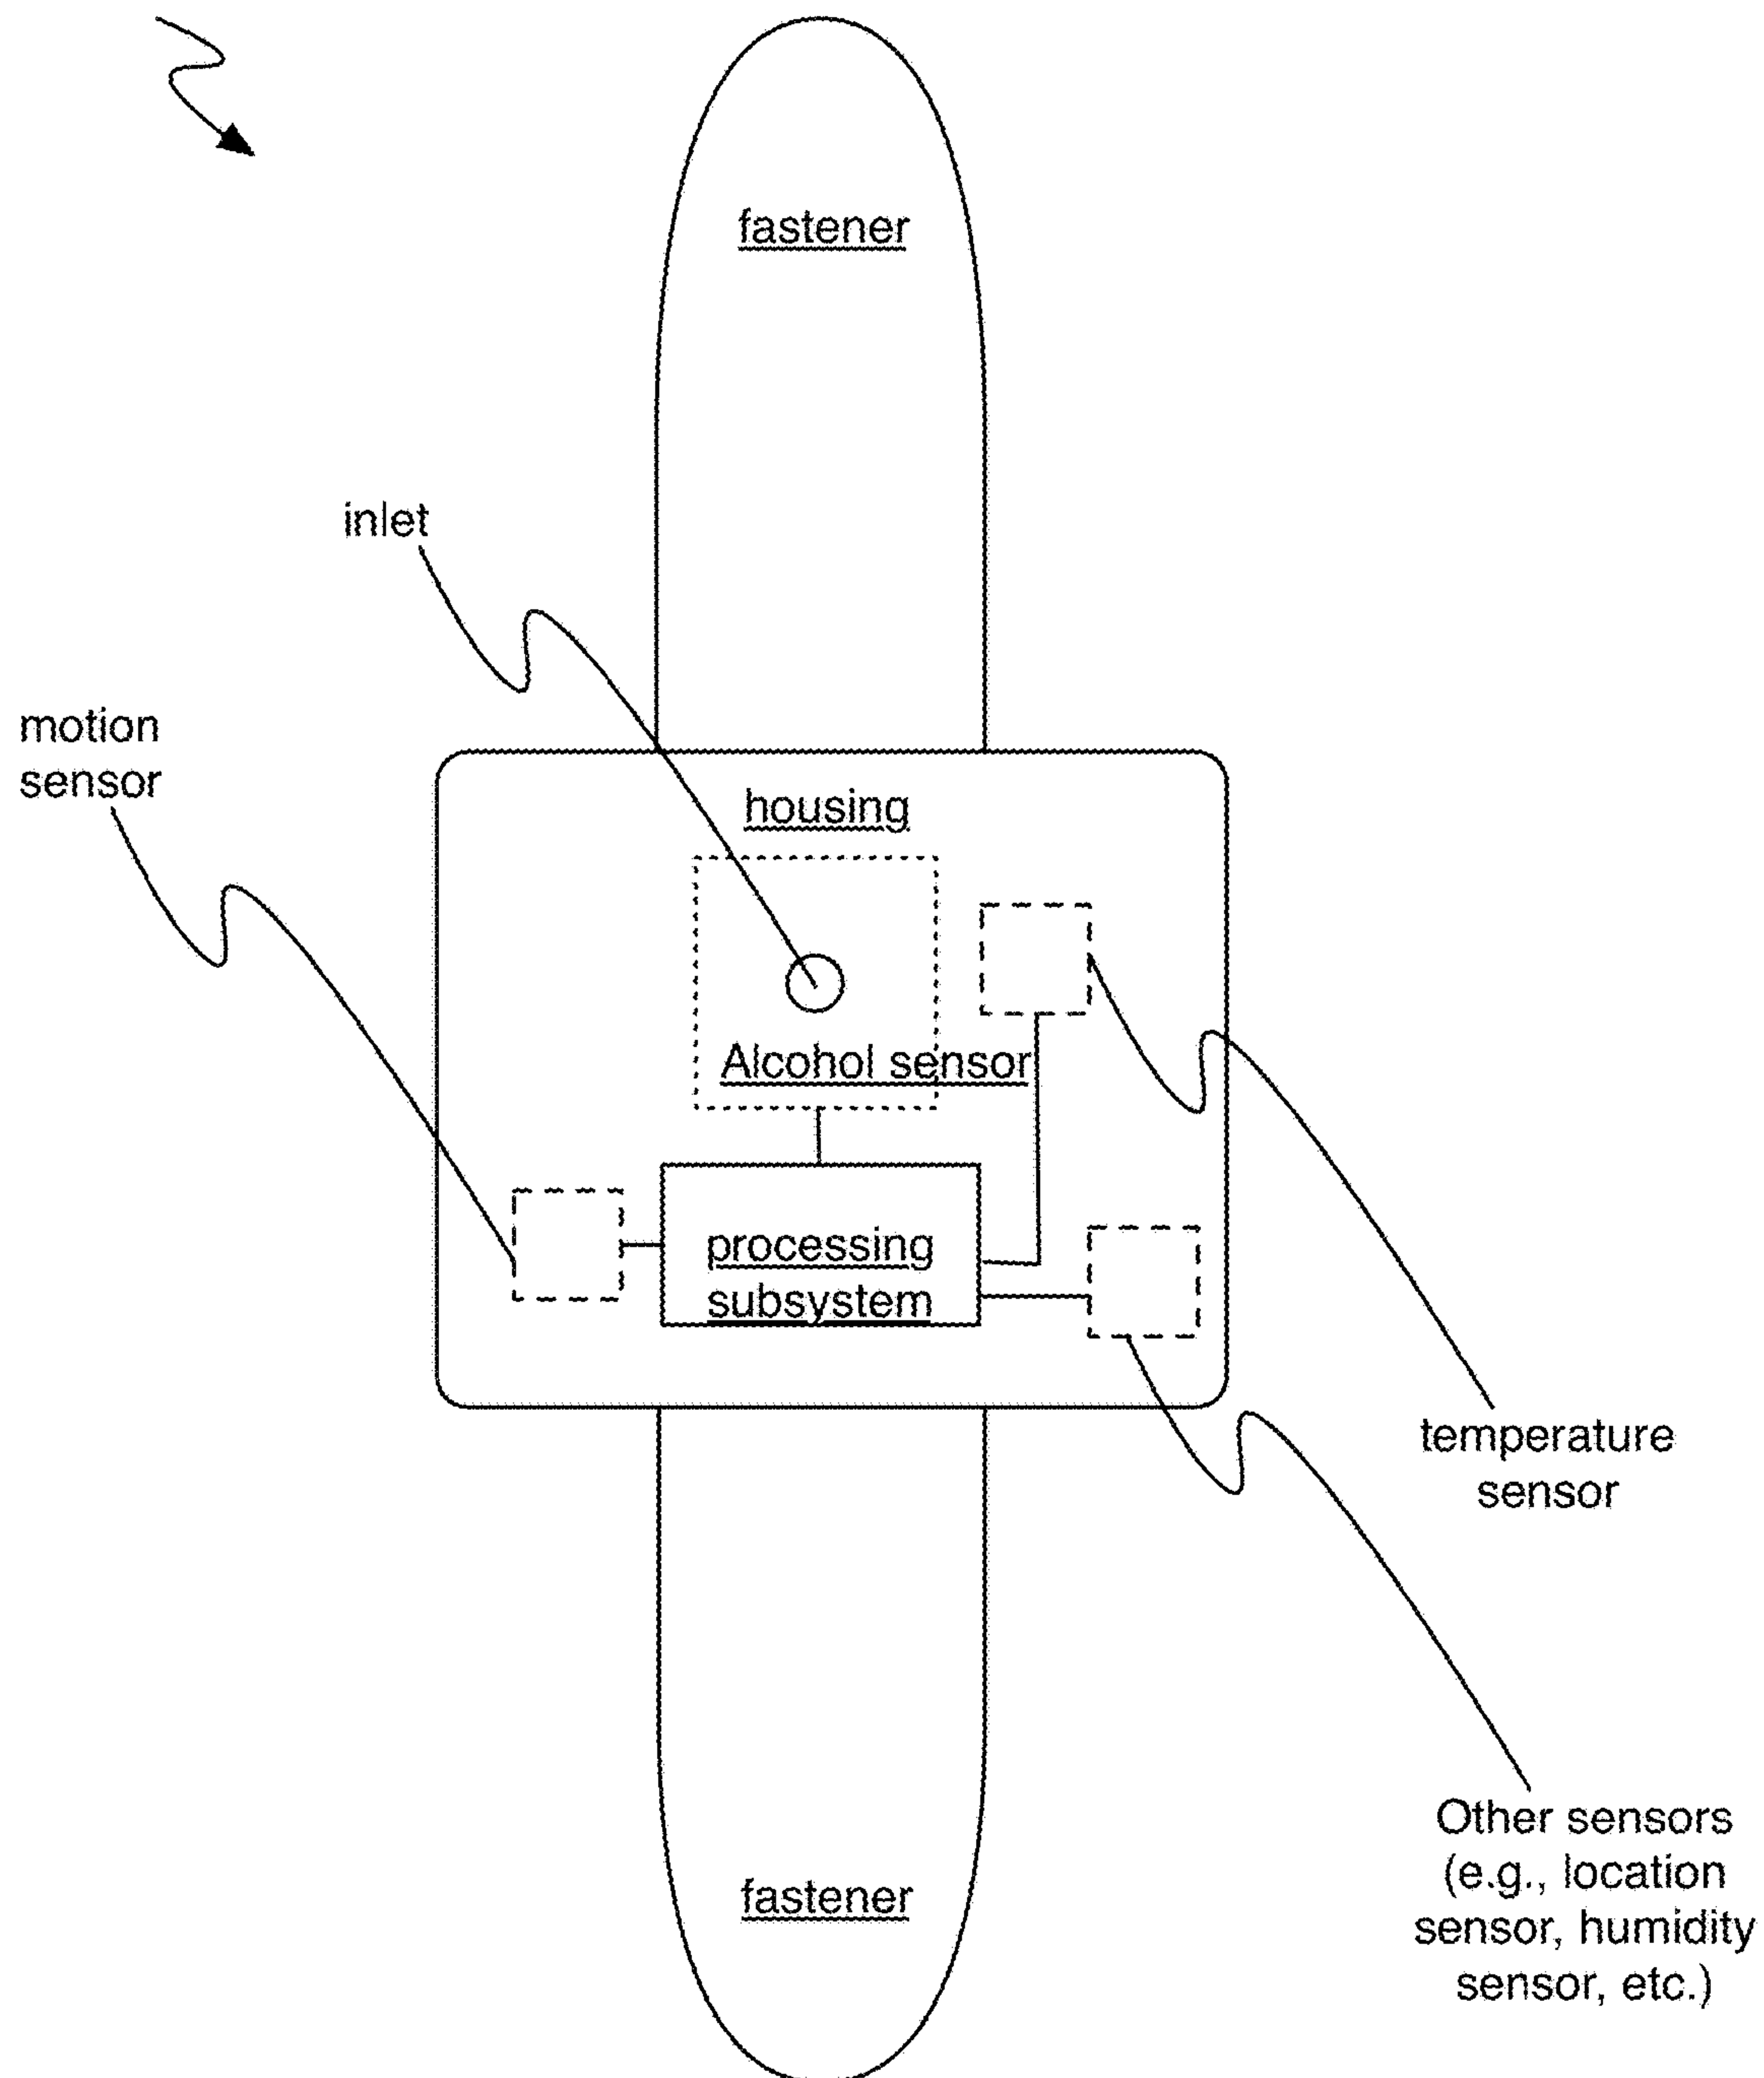 fastener
inlet
motion
sensor
housing
Alcohol sensor
processing
subsystem
temperature
sensor
Other sensors
(e.g., location
sensor, humidity
sensor, etc.)
fastener